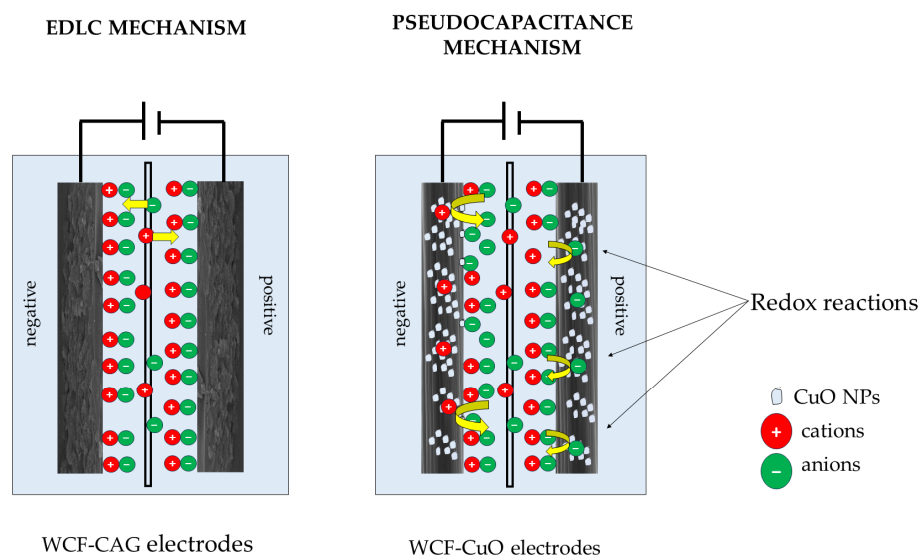 EDLC MECHANISM
PSEUDOCAPACITANCE
MECHANISM
negative
positive
negative
positive
Redox reactions
CuO NPs
+ cations
− anions
WCF-CAG electrodes
WCF-CuO electrodes